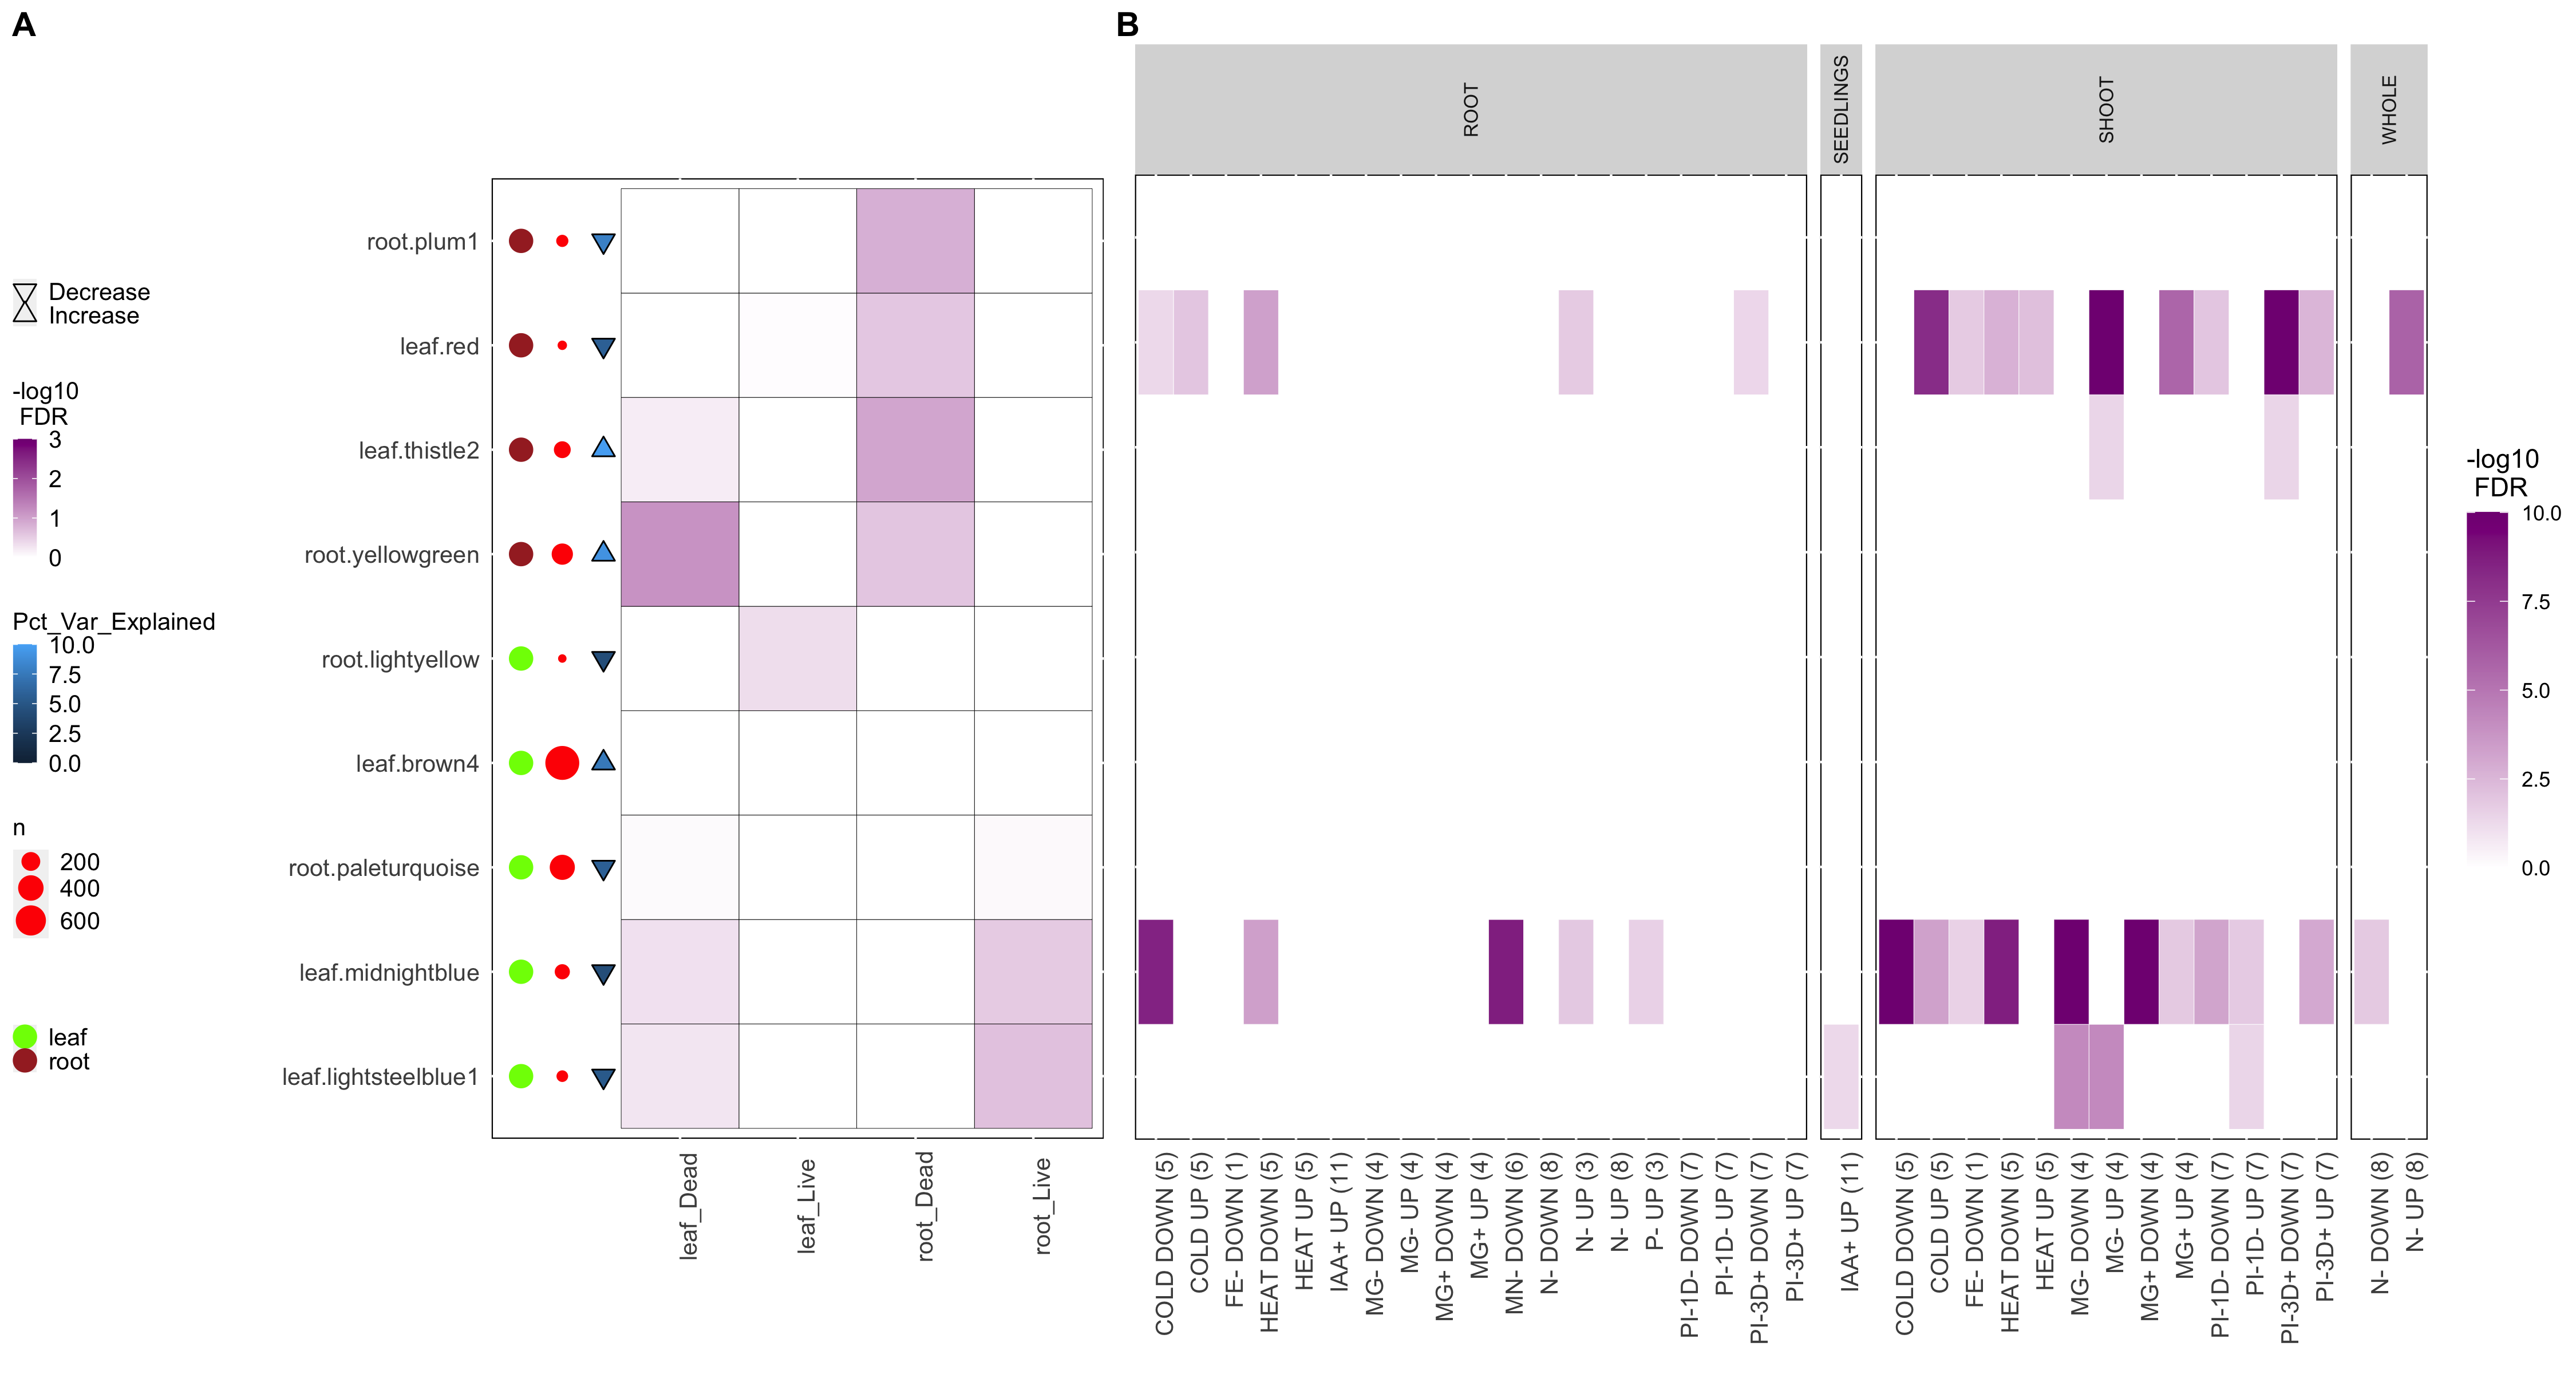 A
B
ROOT
SEEDLINGS
SHOOT
WHOLE
Decrease
Increase
-log10
FDR
3
2
1
0
Pct_Var_Explained
10.0
7.5
5.0
2.5
0.0
n
200
400
600
leaf
root
root.plum1
leaf.red
leaf.thistle2
root.yellowgreen
root.lightyellow
leaf.brown4
root.paleturquoise
leaf.midnightblue
leaf.lightsteelblue1
leaf_Dead
leaf_Live
root_Dead
root_Live
COLD DOWN (5)
COLD UP (5)
FE- DOWN (1)
HEAT DOWN (5)
HEAT UP (5)
IAA+ UP (11)
MG- DOWN (4)
MG- UP (4)
MG+ DOWN (4)
MG+ UP (4)
MN- DOWN (6)
N- DOWN (8)
N- UP (3)
N- UP (8)
P- UP (3)
PI-1D- DOWN (7)
PI-1D- UP (7)
PI-3D+ DOWN (7)
PI-3D+ UP (7)
IAA+ UP (11)
COLD DOWN (5)
COLD UP (5)
FE- DOWN (1)
HEAT DOWN (5)
HEAT UP (5)
MG- DOWN (4)
MG- UP (4)
MG+ DOWN (4)
MG+ UP (4)
PI-1D- DOWN (7)
PI-1D- UP (7)
PI-3D+ DOWN (7)
PI-3D+ UP (7)
N- DOWN (8)
N- UP (8)
-log10
FDR
10.0
7.5
5.0
2.5
0.0